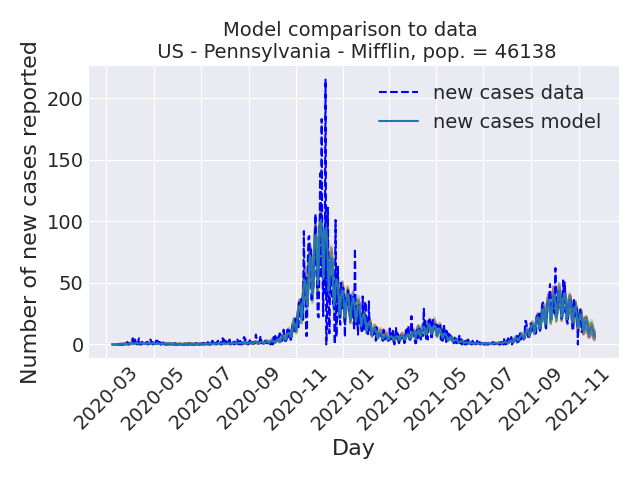 Model comparison to data
US - Pennsylvania - Mifflin, pop. = 46138
Number of new cases reported
200
150
100
50
0
new cases data
new cases model
2020-03
2020-05
2020-07
2020-09
2020-11
2021-01
2021-03
2021-05
2021-07
2021-09
2021-11
Day